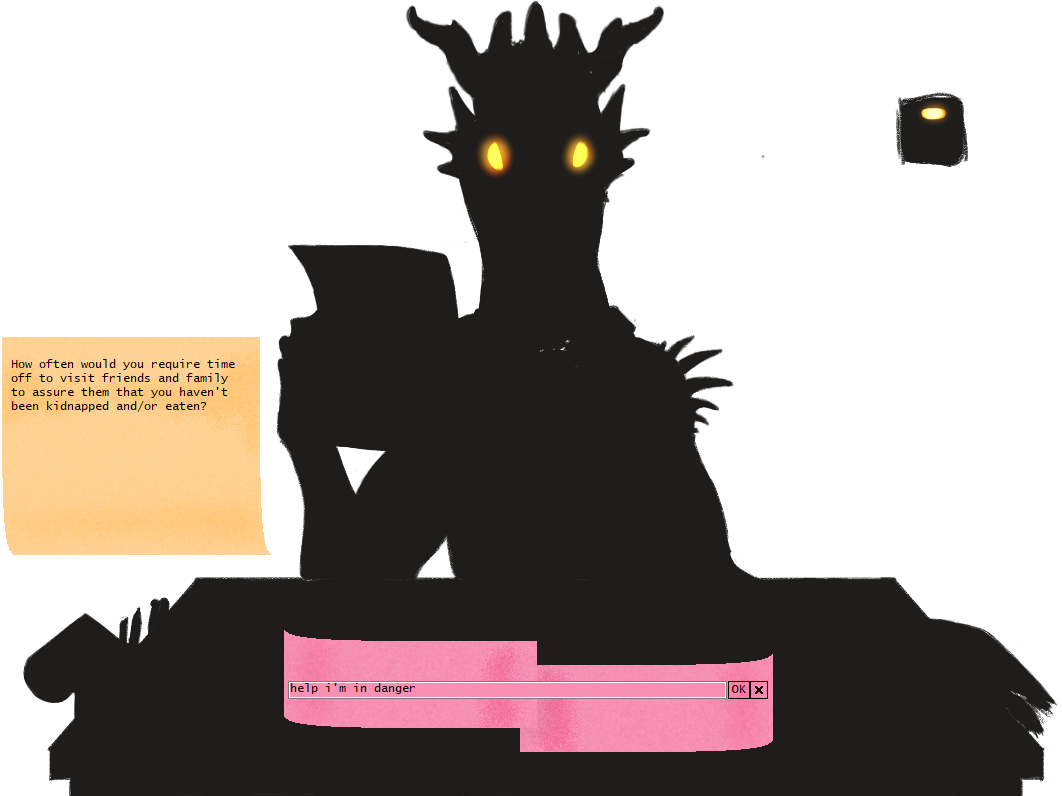 How often would you require time
off to visit friends and family
to assure them that you haven't
been kidnapped and/or eaten?
help i'm in danger
OK